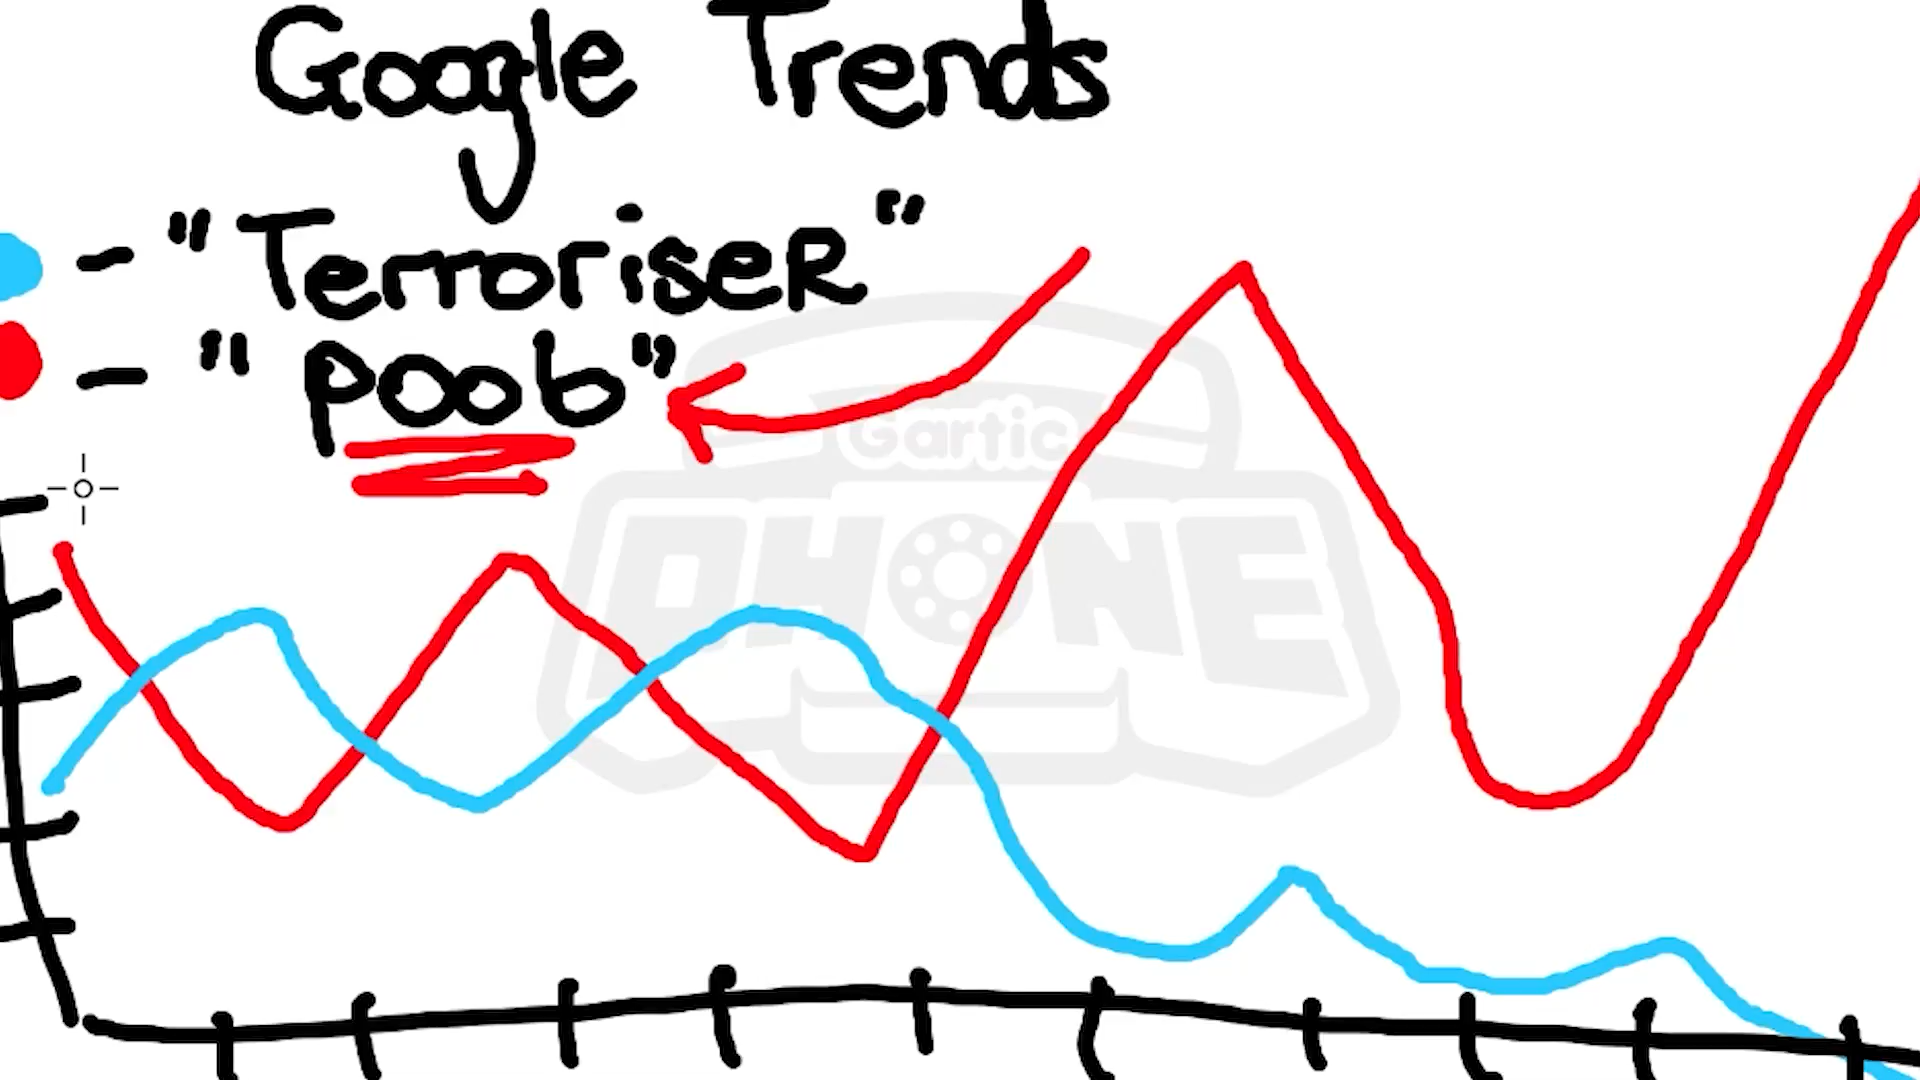 Google Trends
- "TerroriseR"
- "poob"
Gartic
PHONE